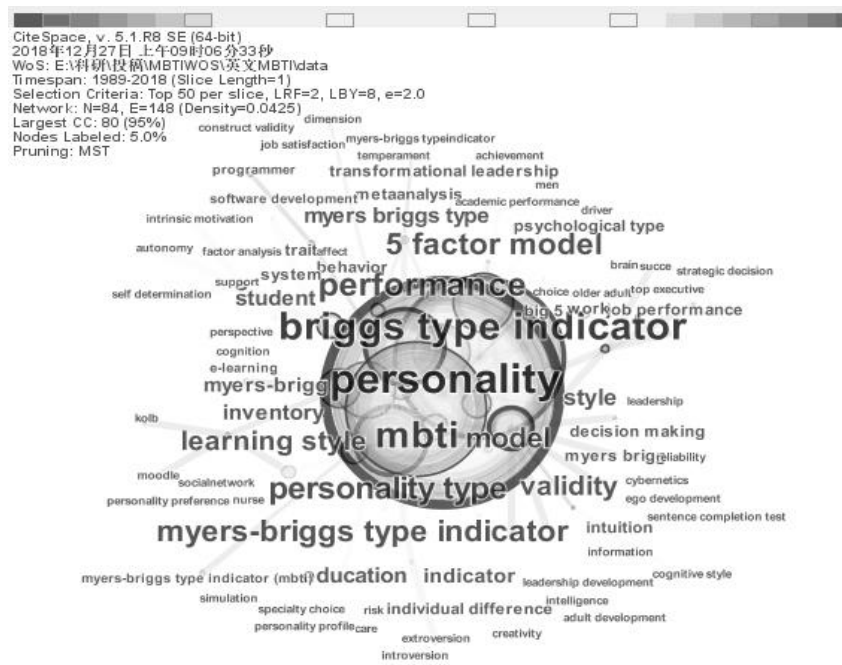 CiteSpace, v. 5.1.R8 SE (64-bit)
2018年12月27日 上午09时06分33秒
WoS: E:\科研\投稿\MBTIWOS\英文MBTI\data
Timespan: 1989-2018 (Slice Length=1)
Selection Criteria: Top 50 per slice, LRF=2, LBY=8, e=2.0
Network: N=84, E=148 (Density=0.0425)
Largest CC: 80 (95%)
Nodes Labeled: 5.0%
Pruning: MST
dimension
construct validity
job satisfaction
myers-briggs typeindicator
temperament
achievement
programmer
transformational leadership
men
software development
metaanalysis
academic performance
driver
intrinsic motivation
myers briggs type
psychological type
autonomy
factor analysis
trait
affect
5 factor model
brain
succe
strategic decision
support
system
behavior
self determination
student
performance
choice
older adult
top executive
big 5
work
job performance
perspective
briggs type indicator
cognition
e-learning
myers-brigg
personality
style
leadership
kolb
inventory
learning style
mbti
model
decision making
myers brigg
reliability
moodle
socialnetwork
personality preference
nurse
personality type
validity
cybernetics
ego development
sentence completion test
myers-briggs type indicator
intuition
information
myers-briggs type indicator (mbti)
ducation
indicator
leadership development
cognitive style
simulation
specialty choice
risk
individual difference
intelligence
adult development
personality profile
care
extroversion
creativity
introversion